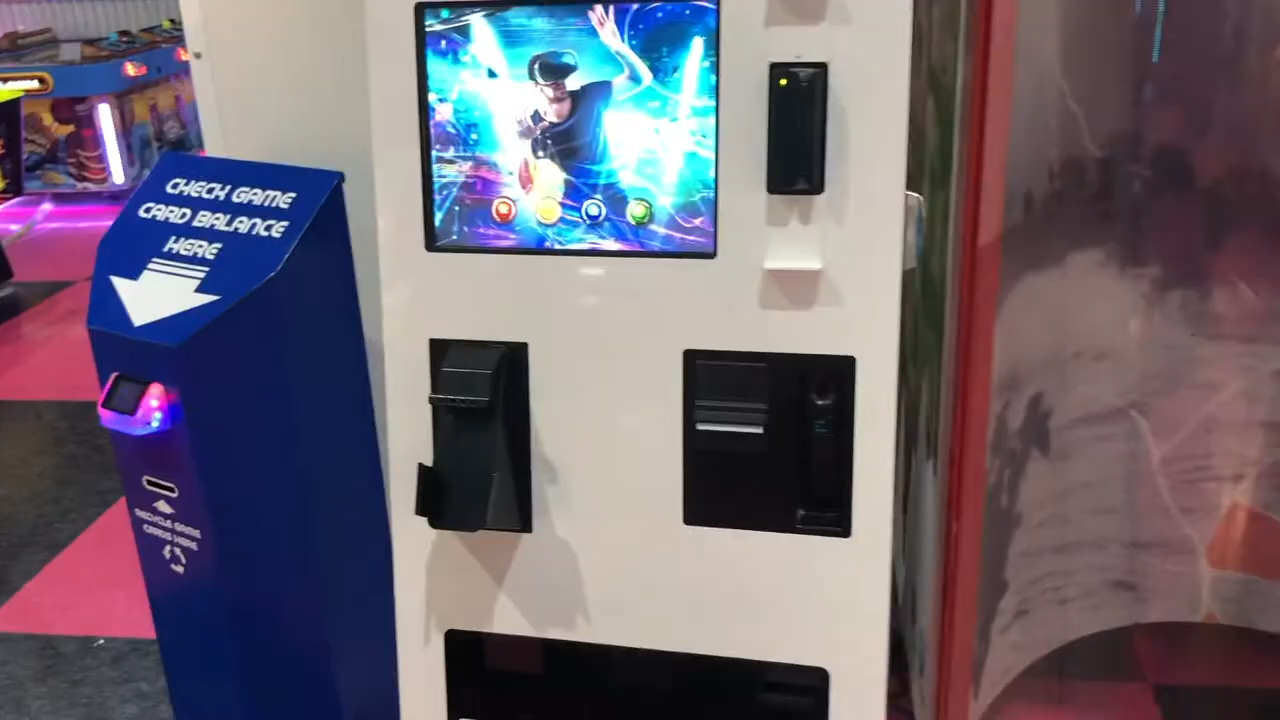 CHECK GAME
CARD BALANCE
HERE
RECYCLE GAME
CARDS HERE